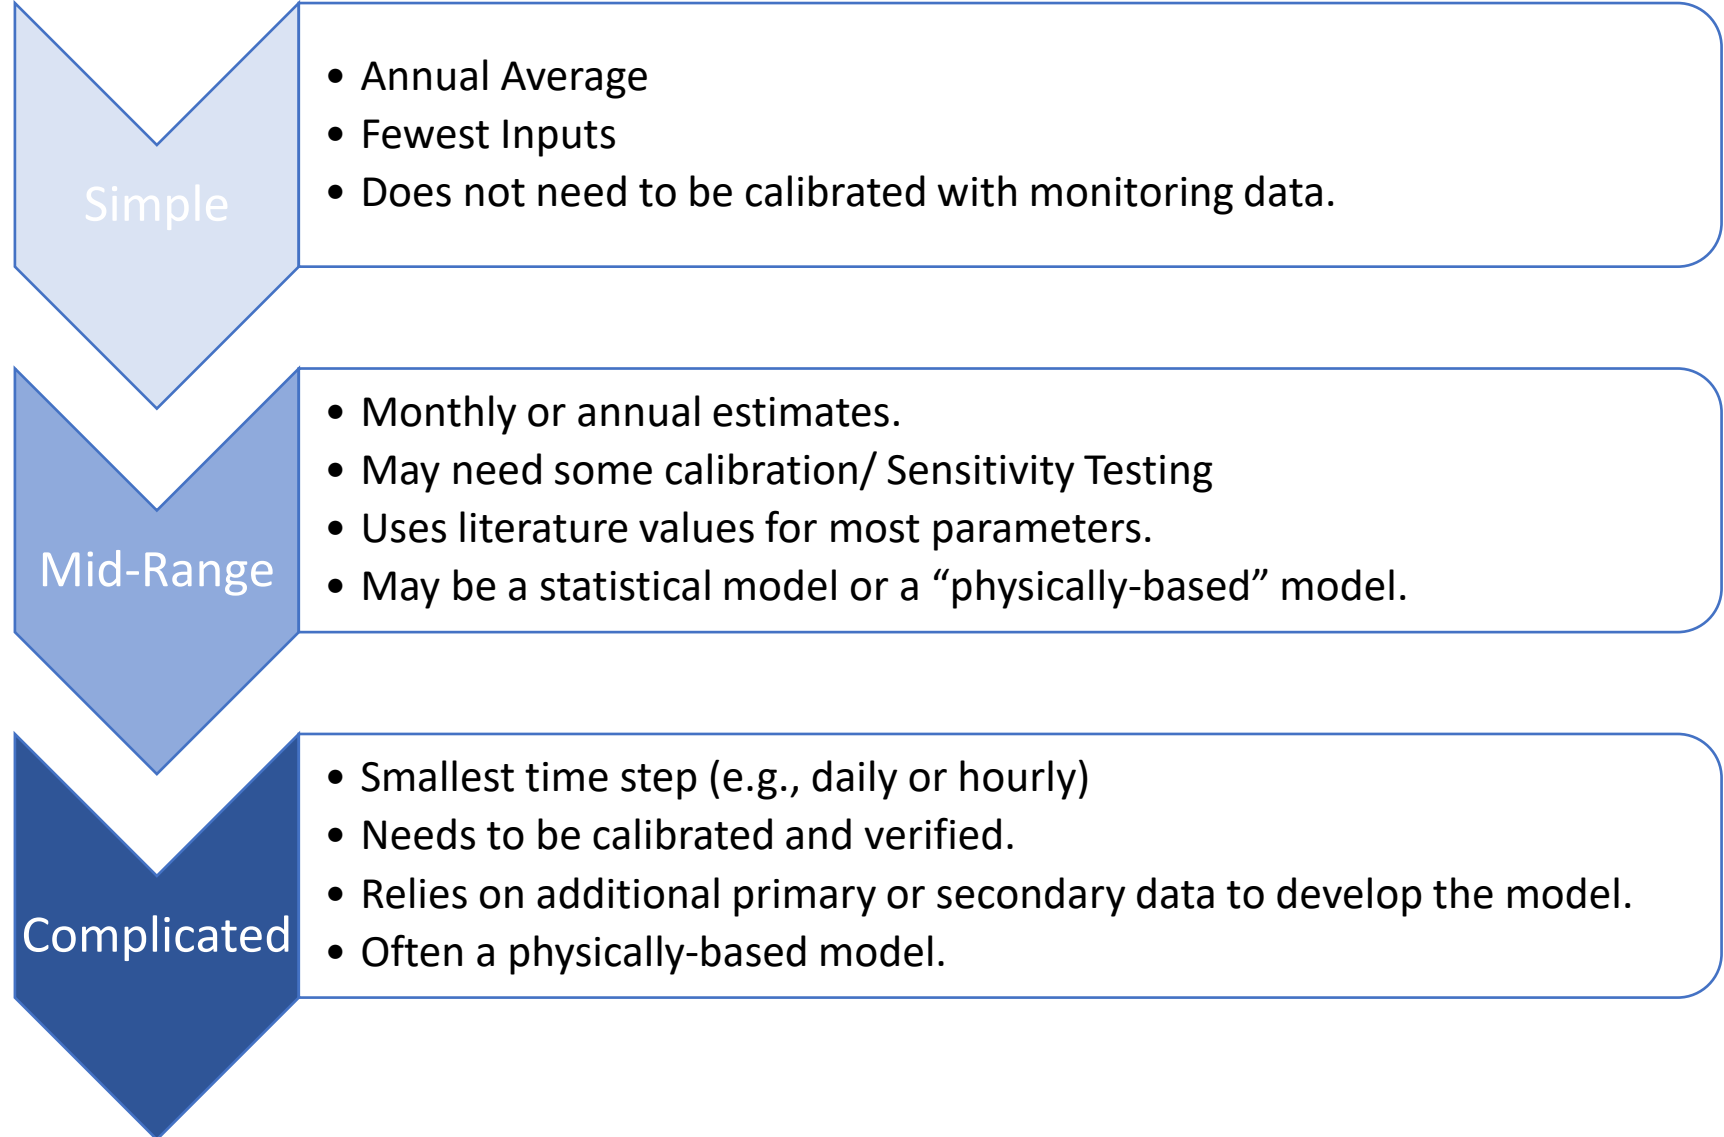 Simple
• Annual Average
• Fewest Inputs
• Does not need to be calibrated with monitoring data.
Mid-Range
• Monthly or annual estimates.
• May need some calibration/ Sensitivity Testing
• Uses literature values for most parameters.
• May be a statistical model or a “physically-based” model.
Complicated
• Smallest time step (e.g., daily or hourly)
• Needs to be calibrated and verified.
• Relies on additional primary or secondary data to develop the model.
• Often a physically-based model.